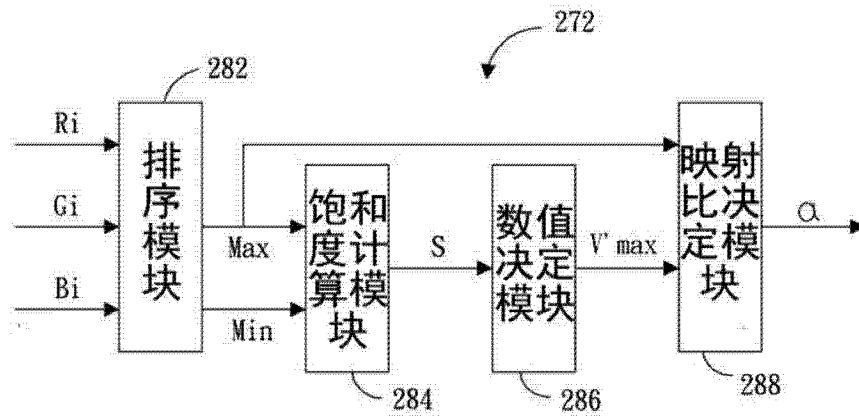 272
282
Ri
Gi
Bi
排
序
模
块
Max
Min
饱和
度计
算模
块
284
S
数值
决定
模块
286
V'max
映射
比决
定模
块
288
α